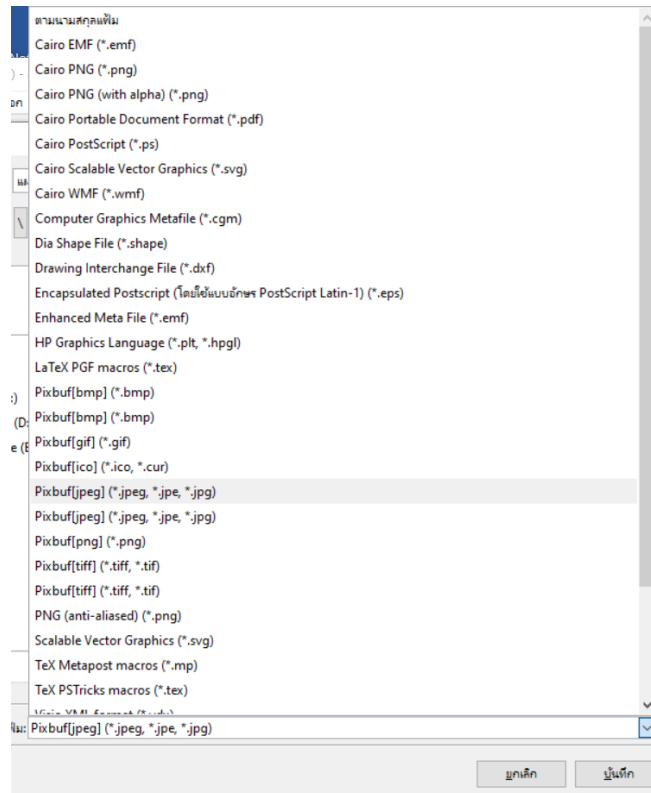 ตามนามสกุลแฟ้ม
Cairo EMF (*.emf)
Cairo PNG (*.png)
Cairo PNG (with alpha) (*.png)
Cairo Portable Document Format (*.pdf)
Cairo PostScript (*.ps)
Cairo Scalable Vector Graphics (*.svg)
Cairo WMF (*.wmf)
Computer Graphics Metafile (*.cgm)
Dia Shape File (*.shape)
Drawing Interchange File (*.dxf)
Encapsulated Postscript (โดยใช้แบบอักษร PostScript Latin-1) (*.eps)
Enhanced Meta File (*.emf)
HP Graphics Language (*.plt, *.hpgl)
LaTeX PGF macros (*.tex)
Pixbuf[bmp] (*.bmp)
Pixbuf[bmp] (*.bmp)
Pixbuf[gif] (*.gif)
Pixbuf[ico] (*.ico, *.cur)
Pixbuf[jpeg] (*.jpeg, *.jpe, *.jpg)
Pixbuf[jpeg] (*.jpeg, *.jpe, *.jpg)
Pixbuf[png] (*.png)
Pixbuf[tiff] (*.tiff, *.tif)
Pixbuf[tiff] (*.tiff, *.tif)
PNG (anti-aliased) (*.png)
Scalable Vector Graphics (*.svg)
TeX Metapost macros (*.mp)
TeX PSTricks macros (*.tex)
Visio XML format (*.vdx)
Pixbuf[jpeg] (*.jpeg, *.jpe, *.jpg)
ยกเลิก บันทึก